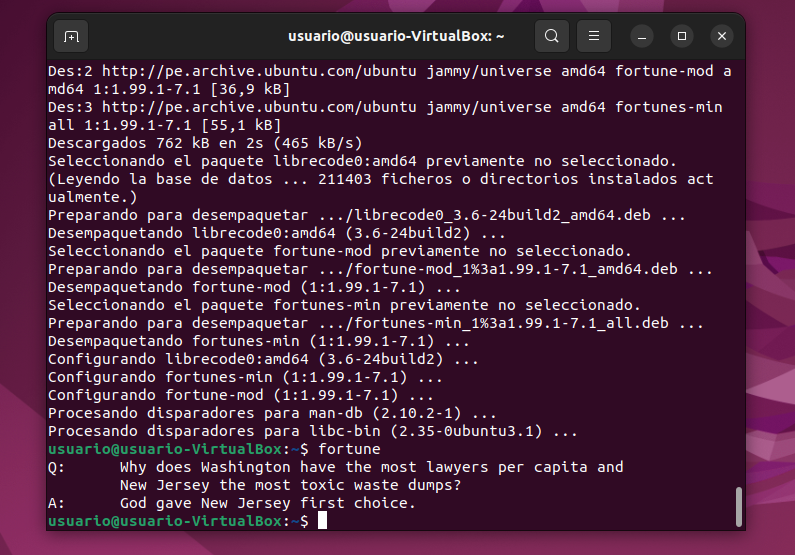 usuario@usuario-VirtualBox: ~
Des:2 http://pe.archive.ubuntu.com/ubuntu jammy/universe amd64 fortune-mod a
md64 1:1.99.1-7.1 [36,9 kB]
Des:3 http://pe.archive.ubuntu.com/ubuntu jammy/universe amd64 fortunes-min
all 1:1.99.1-7.1 [55,1 kB]
Descargados 762 kB en 2s (465 kB/s)
Seleccionando el paquete librecode0:amd64 previamente no seleccionado.
(Leyendo la base de datos ... 211403 ficheros o directorios instalados act
ualmente.)
Preparando para desempaquetar .../librecode0_3.6-24build2_amd64.deb ...
Desempaquetando librecode0:amd64 (3.6-24build2) ...
Seleccionando el paquete fortune-mod previamente no seleccionado.
Preparando para desempaquetar .../fortune-mod_1%3a1.99.1-7.1_amd64.deb ...
Desempaquetando fortune-mod (1:1.99.1-7.1) ...
Seleccionando el paquete fortunes-min previamente no seleccionado.
Preparando para desempaquetar .../fortunes-min_1%3a1.99.1-7.1_all.deb ...
Desempaquetando fortunes-min (1:1.99.1-7.1) ...
Configurando librecode0:amd64 (3.6-24build2) ...
Configurando fortunes-min (1:1.99.1-7.1) ...
Configurando fortune-mod (1:1.99.1-7.1) ...
Procesando disparadores para man-db (2.10.2-1) ...
Procesando disparadores para libc-bin (2.35-0ubuntu3.1) ...
usuario@usuario-VirtualBox:~$ fortune
Q:      Why does Washington have the most lawyers per capita and
        New Jersey the most toxic waste dumps?
A:      God gave New Jersey first choice.
usuario@usuario-VirtualBox:~$